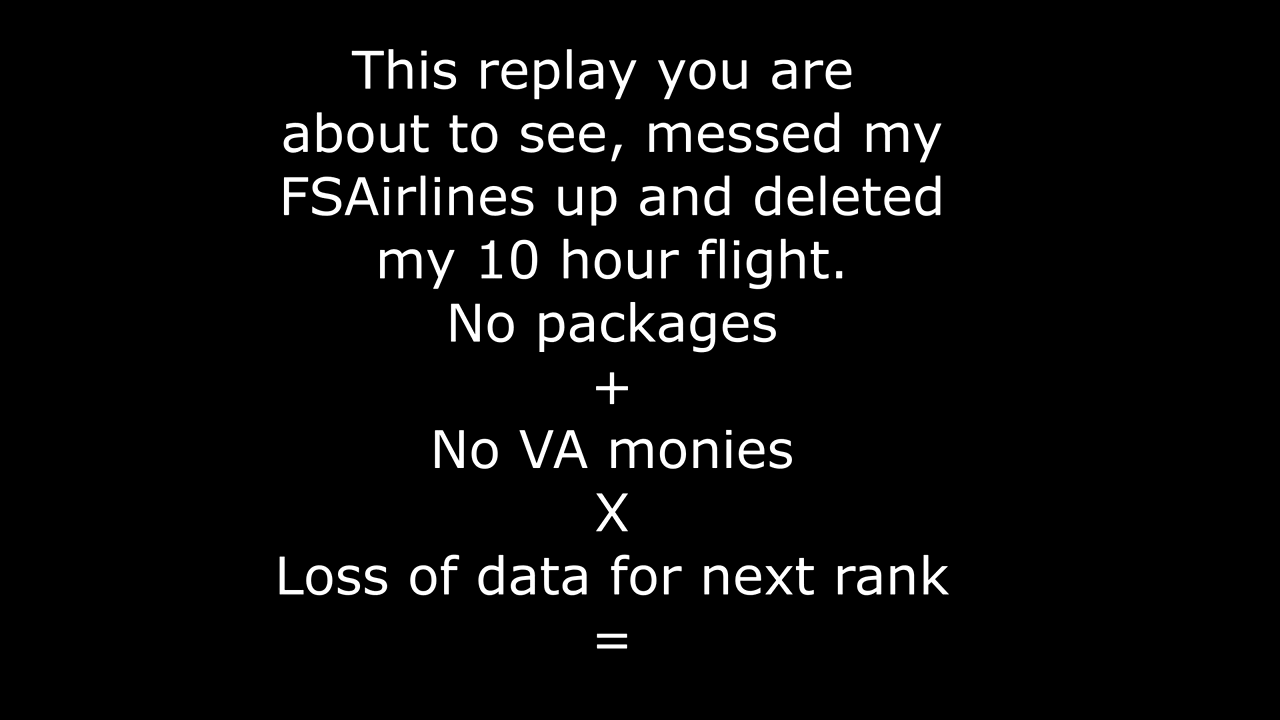 This replay you are
about to see, messed my
FSAirlines up and deleted
my 10 hour flight.
No packages
+
No VA monies
X
Loss of data for next rank
=